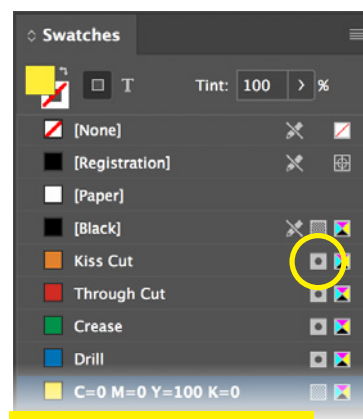 Swatches
T Tint: 100 > %
[None]
[Registration]
[Paper]
[Black]
Kiss Cut
Through Cut
Crease
Drill
C=0 M=0 Y=100 K=0